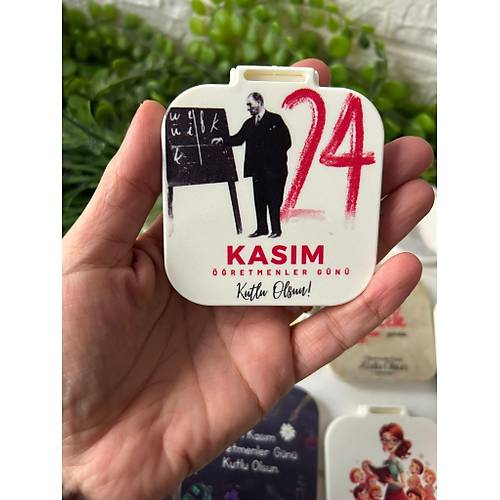 24
KASIM
ÖĞRETMENLER GÜNÜ
Kutlu Olsun!
Kasım
Öğretmenler Günü
Kutlu Olsun.